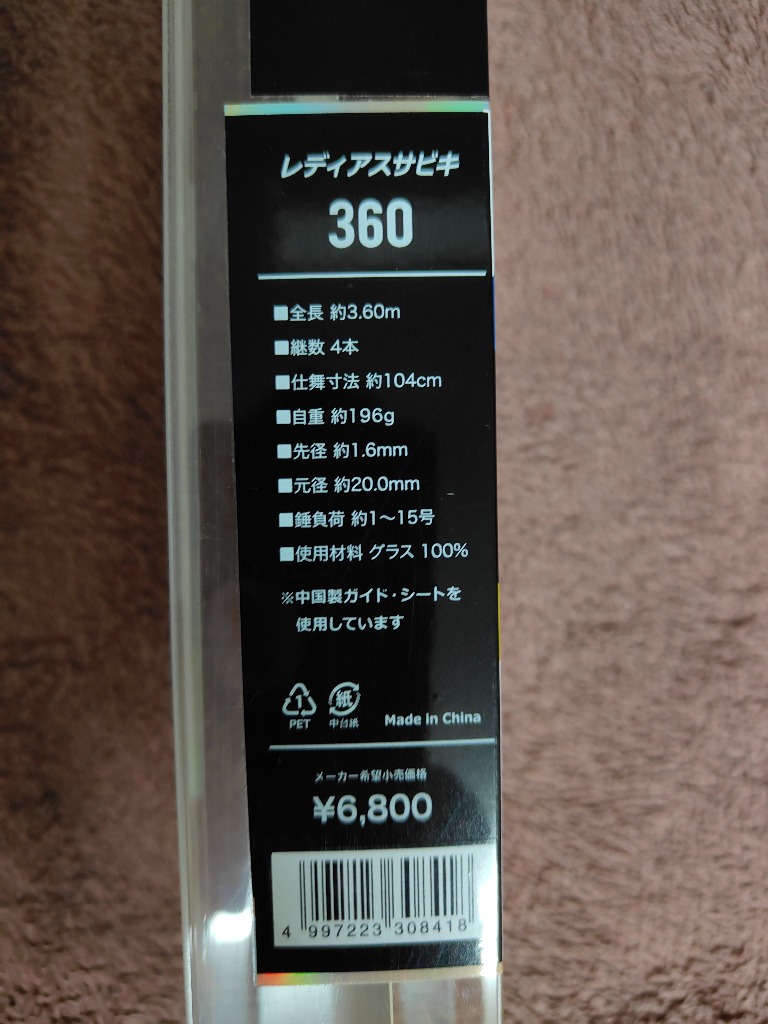 レディアスサビキ
360
■全長 約3.60m
■継数 4本
■仕舞寸法 約104cm
■自重 約196g
■先径 約1.6mm
■元径 約20.0mm
■錘負荷 約1〜15号
■使用材料 グラス 100%
※中国製ガイド・シートを
使用しています
1 紙
PET 中台紙 Made in China
メーカー希望小売価格
¥6,800
4 997223 308418